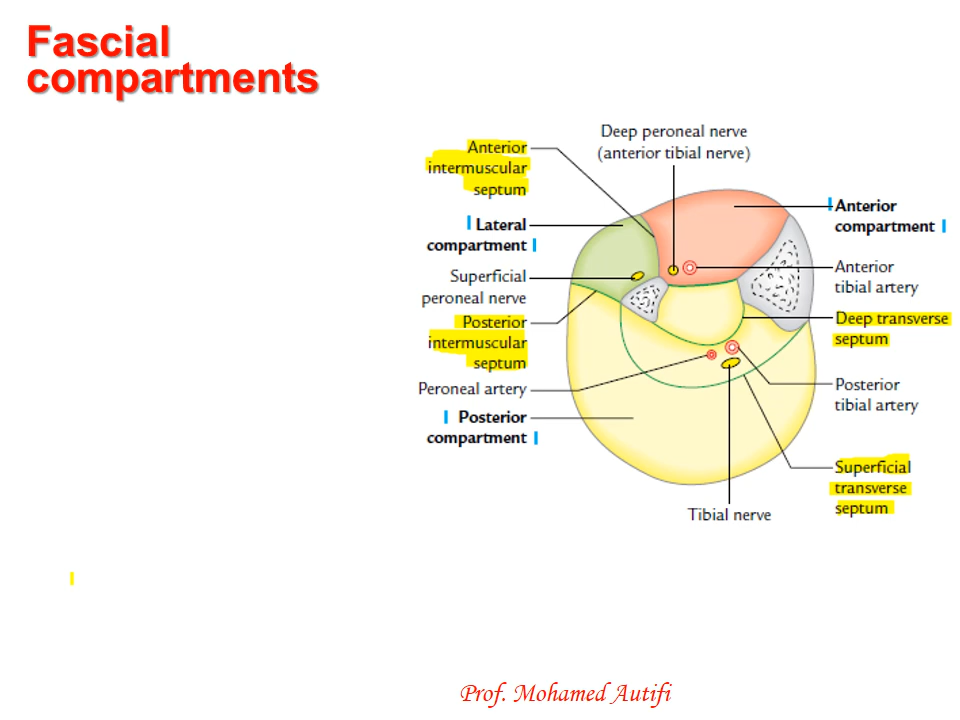 Fascial
compartments
Deep peroneal nerve
(anterior tibial nerve)
Anterior
intermuscular
septum
Lateral
compartment
Superficial
peroneal nerve
Posterior
intermuscular
septum
Peroneal artery
Posterior
compartment
Anterior
compartment
Anterior
tibial artery
Deep transverse
septum
Posterior
tibial artery
Superficial
transverse
septum
Tibial nerve
Prof. Mohamed Autifi